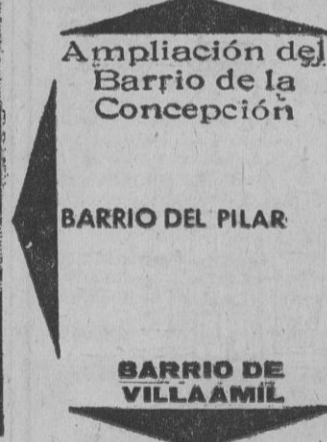 Ampliación del
Barrio de la
Concepción
BARRIO DEL PILAR
BARRIO DE
VILLAAMIL